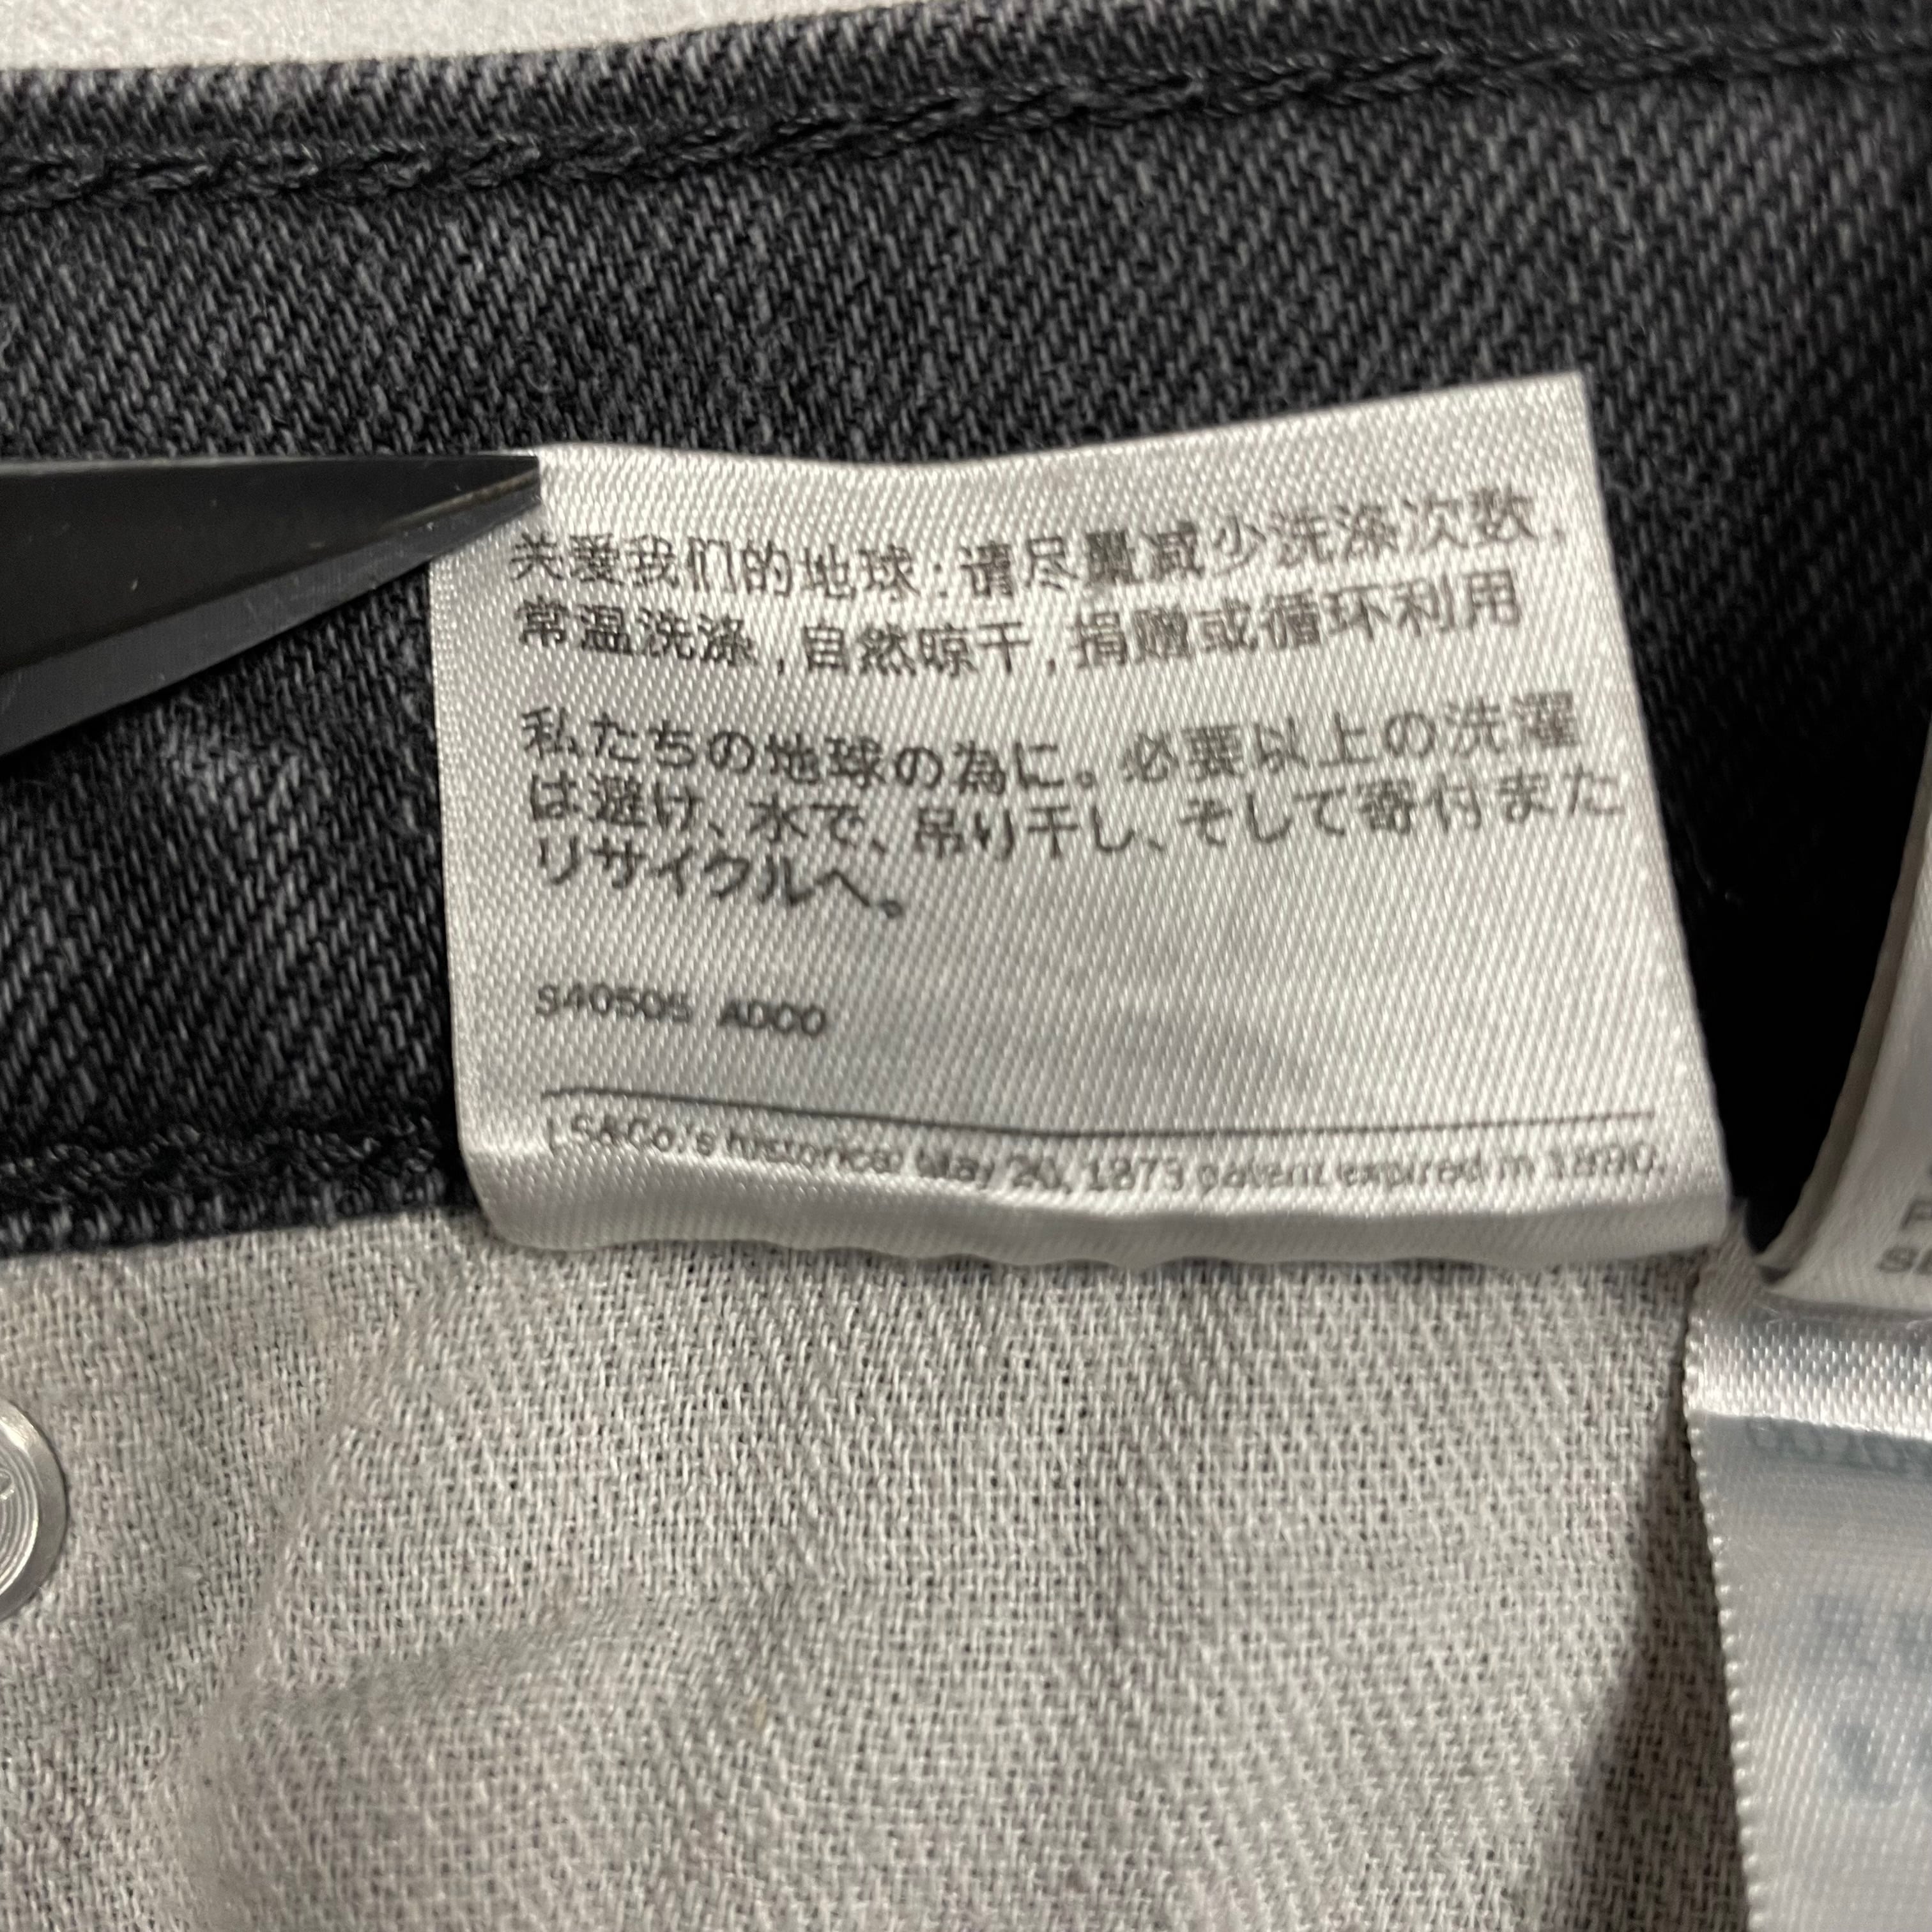 关爱我们的地球:请尽量减少洗涤次数,
常温洗涤,自然晾干,捐赠或循环利用
私たちの地球の為に。必要以上の洗濯
は避け、水で、吊り干し、そして寄付また
リサイクルへ。
S40505 AD00
LS&Co.'s historical May 20, 1873 patent expired in 1890.